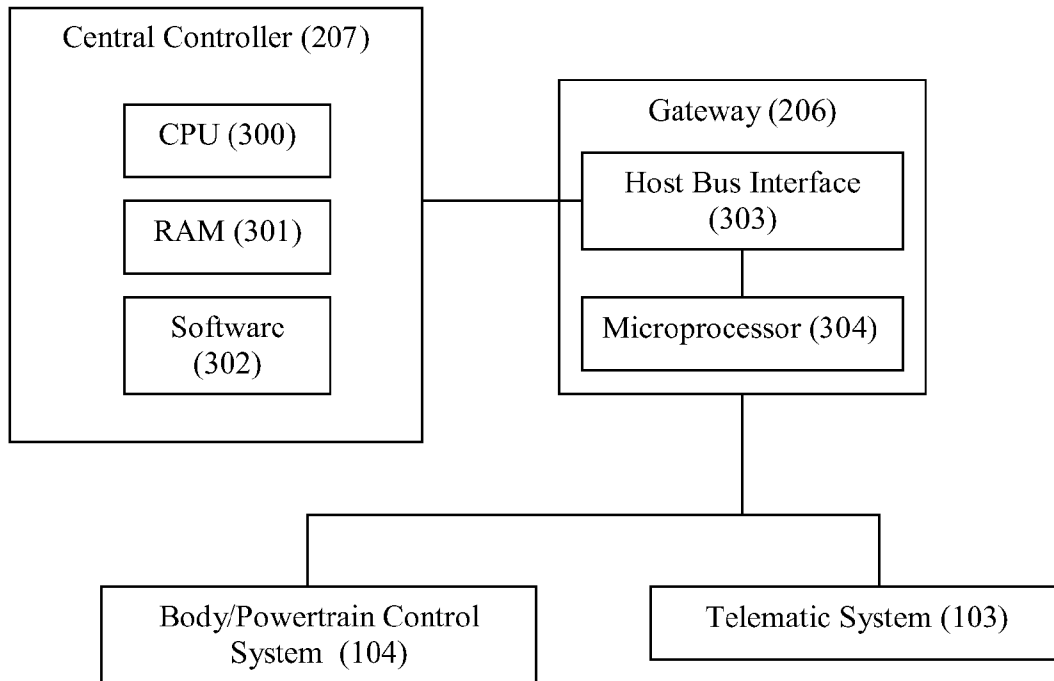 Central Controller (207)
CPU (300)
RAM (301)
Software
(302)
Gateway (206)
Host Bus Interface
(303)
Microprocessor (304)
Body/Powertrain Control
System (104)
Telematic System (103)